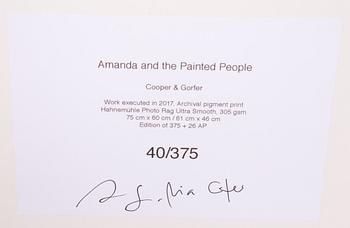 Amanda and the Painted People
Cooper & Gorfer
Work executed in 2017. Archival pigment print
Hahnemühle Photo Rag Ultra Smooth, 305 gsm
75 cm x 60 cm / 61 cm x 46 cm
Edition of 375 + 26 AP
40/375